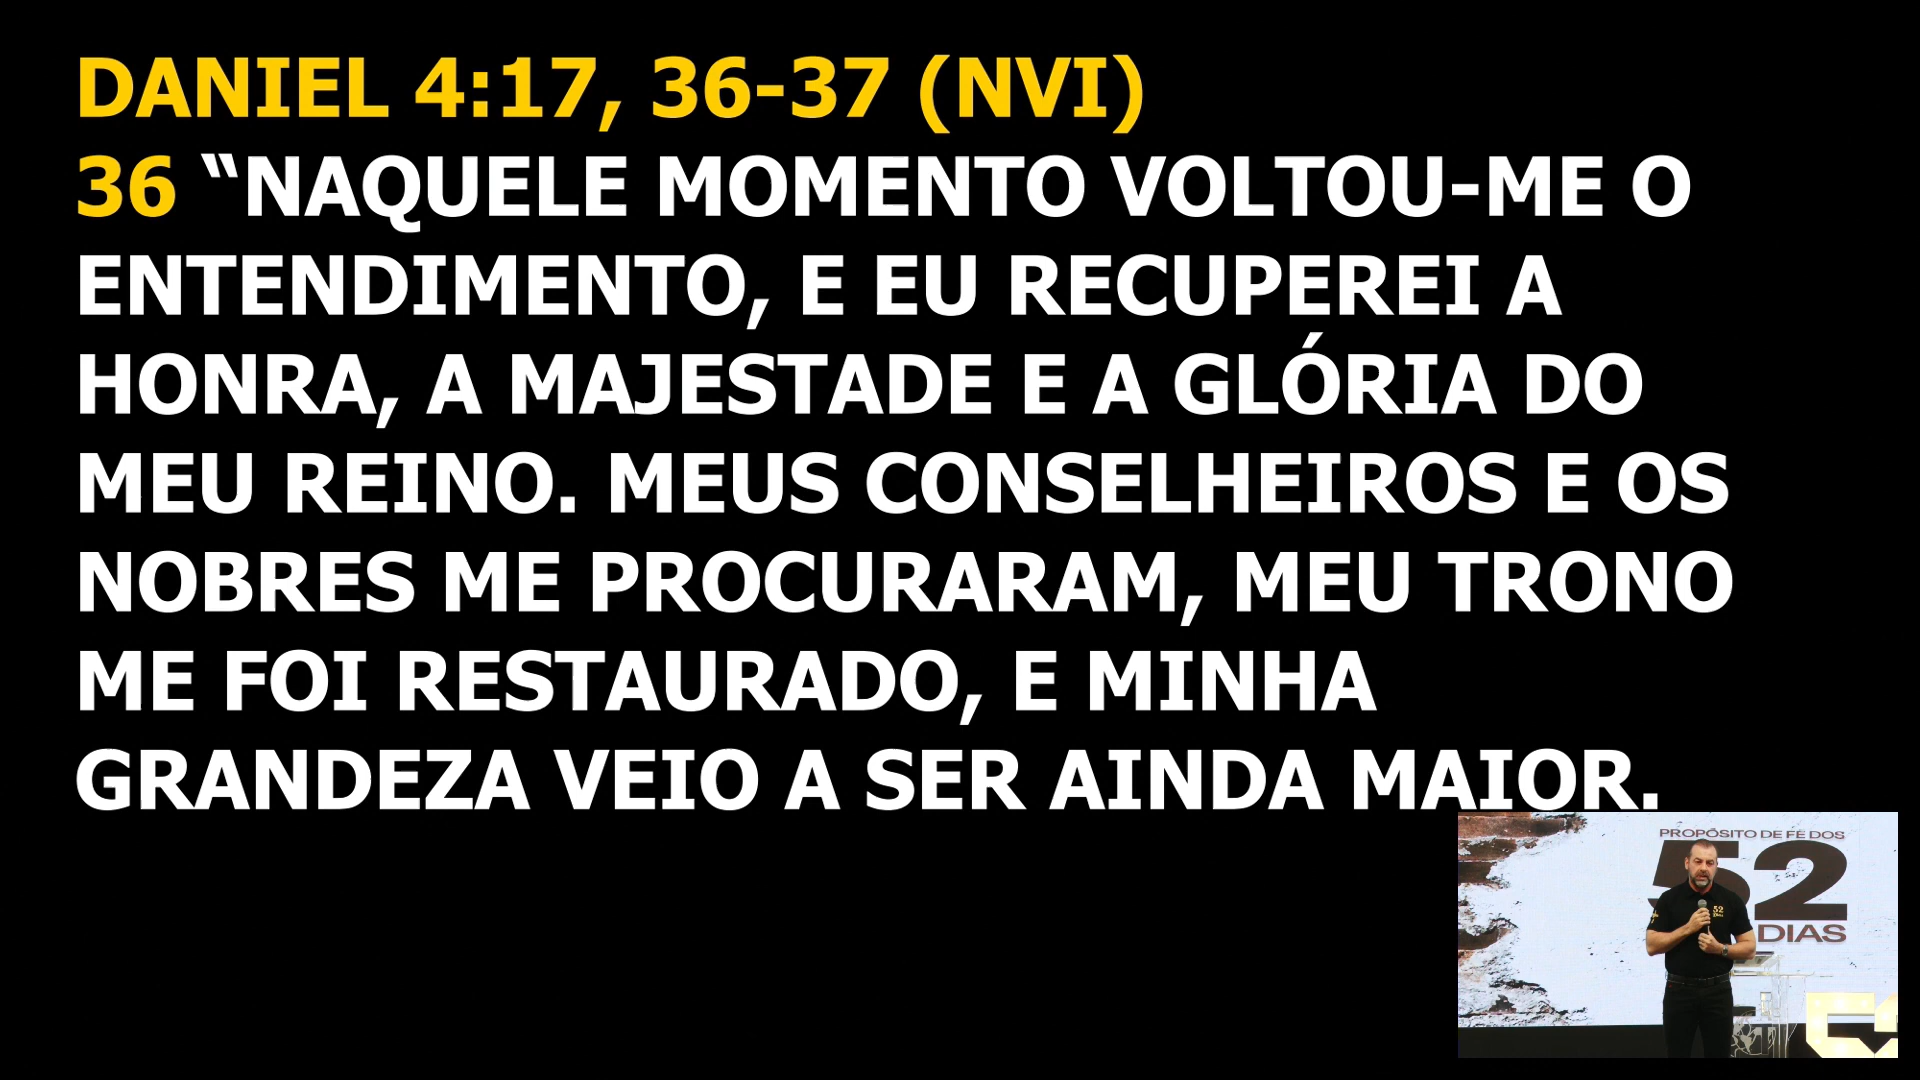 DANIEL 4:17, 36-37 (NVI)
36 “NAQUELE MOMENTO VOLTOU-ME O
ENTENDIMENTO, E EU RECUPEREI A
HONRA, A MAJESTADE E A GLÓRIA DO
MEU REINO. MEUS CONSELHEIROS E OS
NOBRES ME PROCURARAM, MEU TRONO
ME FOI RESTAURADO, E MINHA
GRANDEZA VEIO A SER AINDA MAIOR.
PROPÓSITO DE FÉ DOS
52
DIAS
52